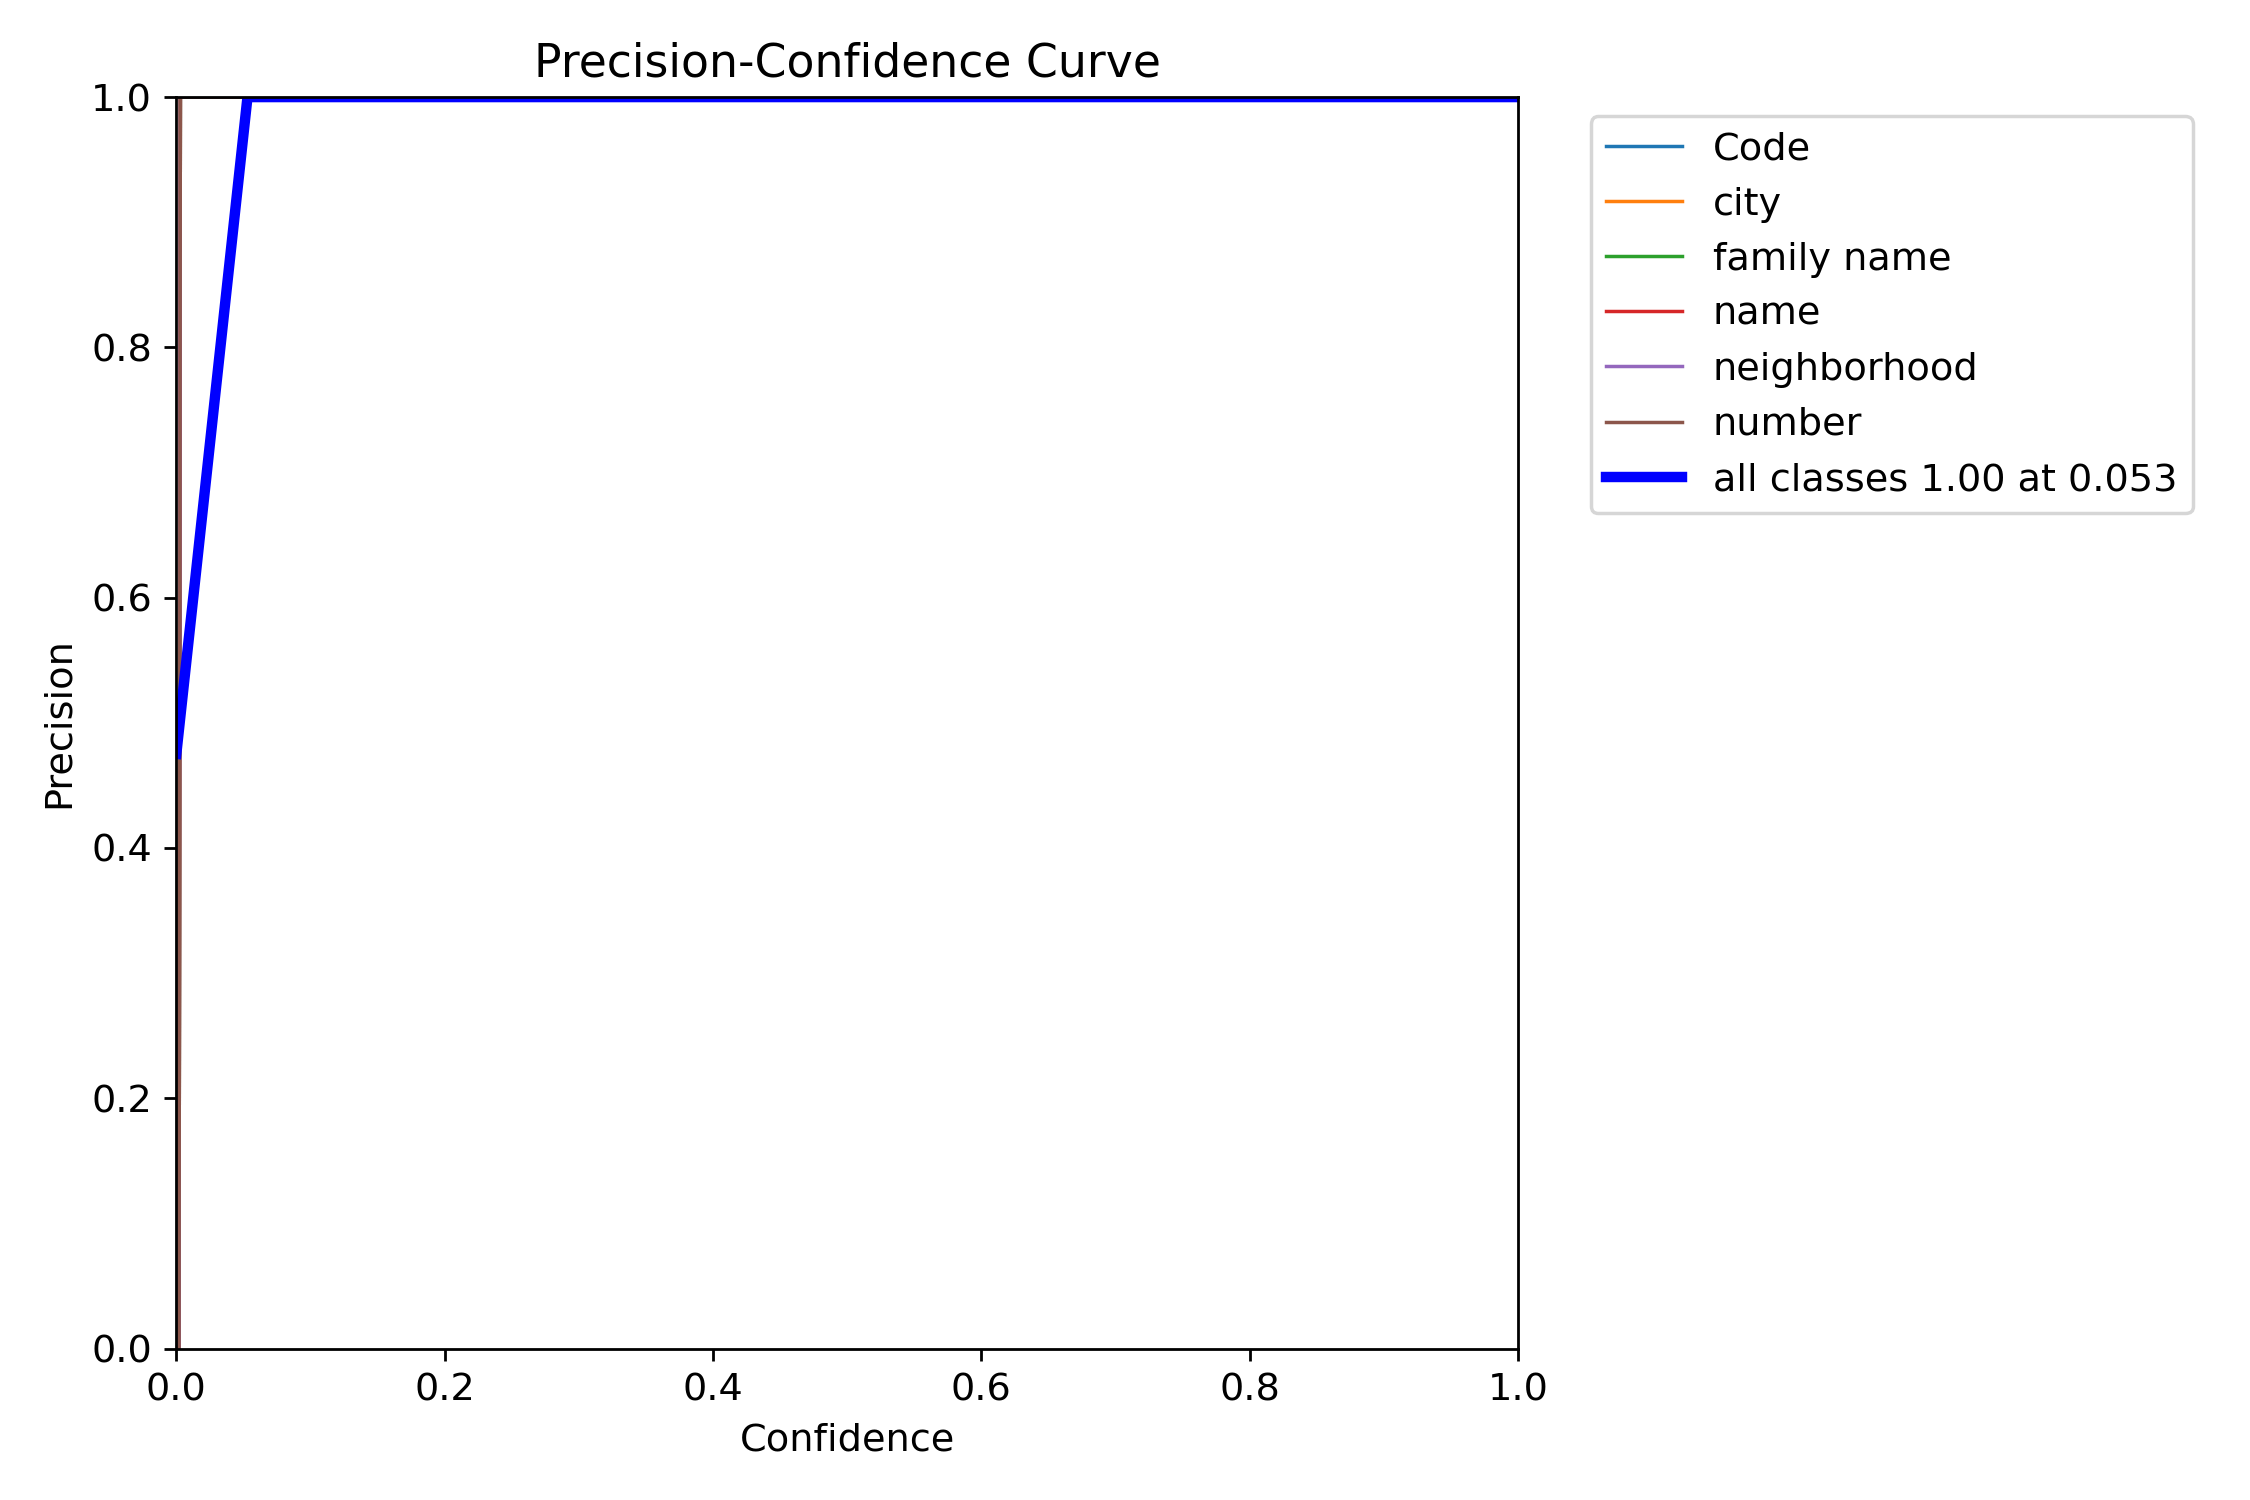 Precision-Confidence Curve
1.0
0.8
0.6
0.4
0.2
0.0
Precision
0.0 0.2 0.4 0.6 0.8 1.0
Confidence
Code
city
family name
name
neighborhood
number
all classes 1.00 at 0.053